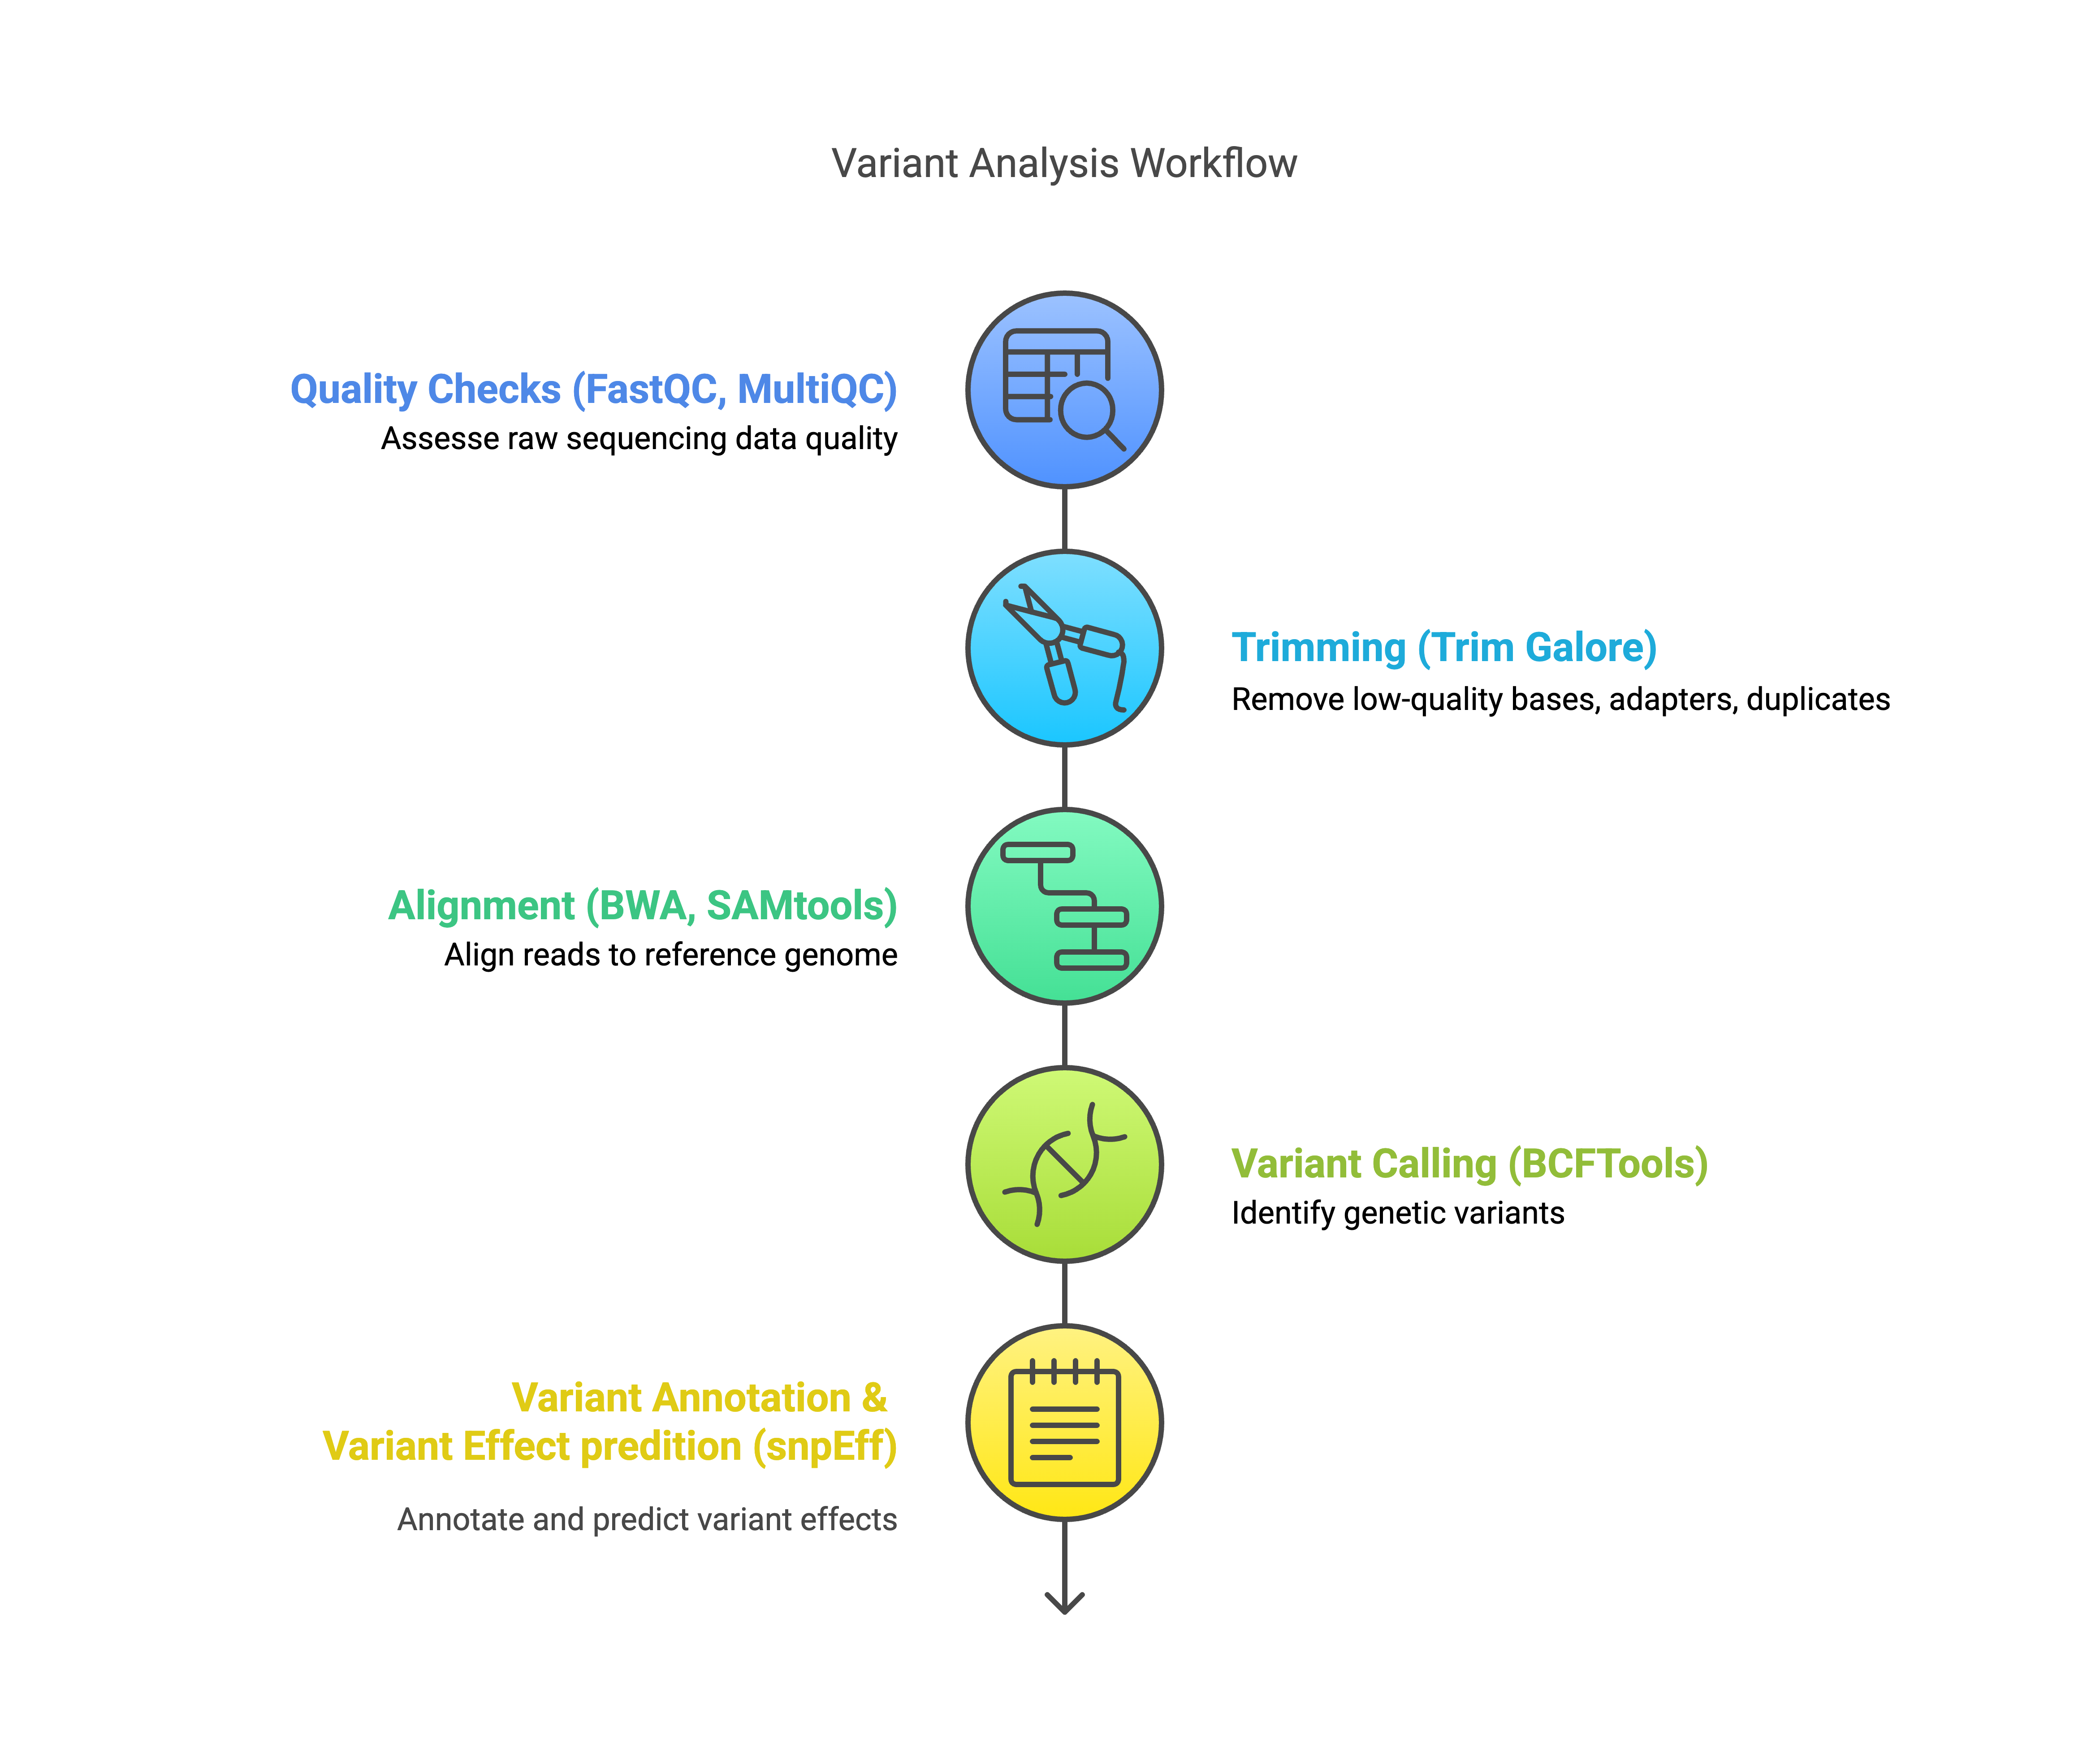 Variant Analysis Workflow
Quality Checks (FastQC, MultiQC)
Assesse raw sequencing data quality
Trimming (Trim Galore)
Remove low-quality bases, adapters, duplicates
Alignment (BWA, SAMtools)
Align reads to reference genome
Variant Calling (BCFTools)
Identify genetic variants
Variant Annotation &
Variant Effect predition (snpEff)
Annotate and predict variant effects